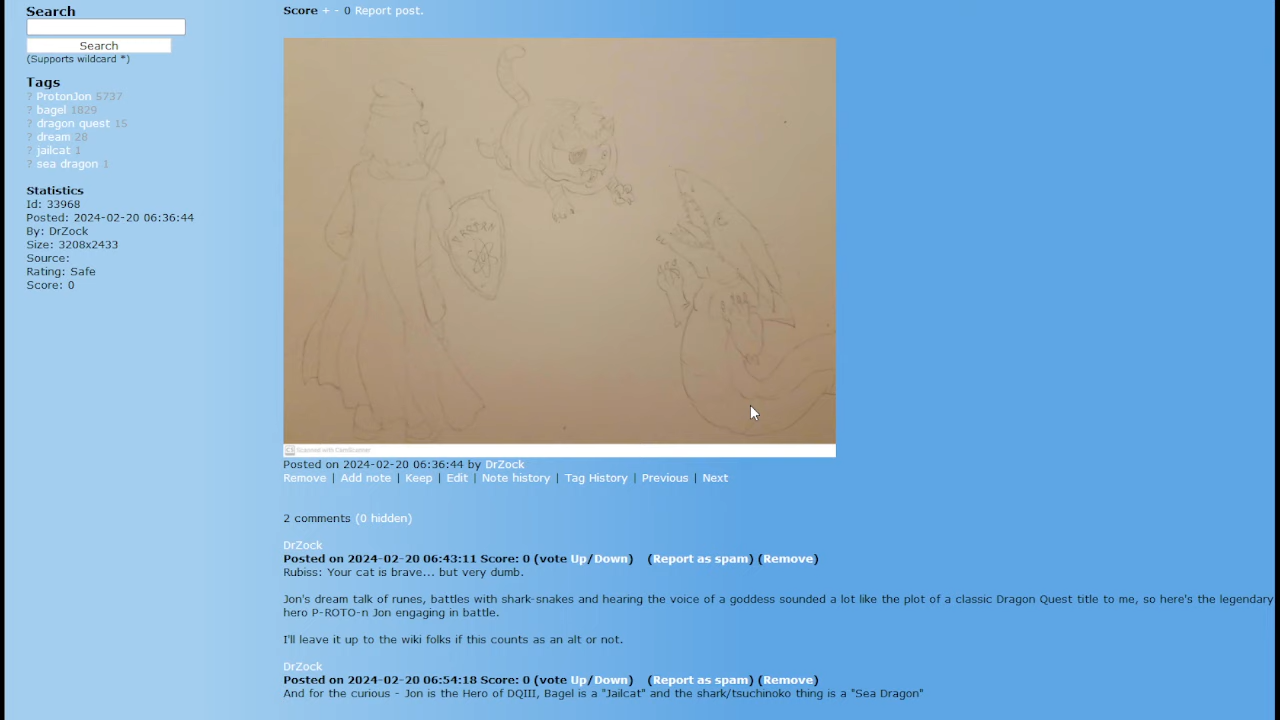 Search
Score + - 0 Report post.
Search
(Supports wildcard *)
Tags
? ProtonJon 5737
? bagel 1829
? dragon quest 15
? dream 28
? jailcat 1
? sea dragon 1
Statistics
Id: 33968
Posted: 2024-02-20 06:36:44
By: DrZock
Size: 3208x2433
Source:
Rating: Safe
Score: 0
CS Scanned with CamScanner
Posted on 2024-02-20 06:36:44 by DrZock
Remove | Add note | Keep | Edit | Note history | Tag History | Previous | Next
2 comments (0 hidden)
DrZock
Posted on 2024-02-20 06:43:11 Score: 0 (vote Up/Down) (Report as spam) (Remove)
Rubiss: Your cat is brave... but very dumb.
Jon's dream talk of runes, battles with shark-snakes and hearing the voice of a goddess sounded a lot like the plot of a classic Dragon Quest title to me, so here's the legendary
hero P-ROTO-n Jon engaging in battle.
I'll leave it up to the wiki folks if this counts as an alt or not.
DrZock
Posted on 2024-02-20 06:54:18 Score: 0 (vote Up/Down) (Report as spam) (Remove)
And for the curious - Jon is the Hero of DQIII, Bagel is a "Jailcat" and the shark/tsuchinoko thing is a "Sea Dragon"